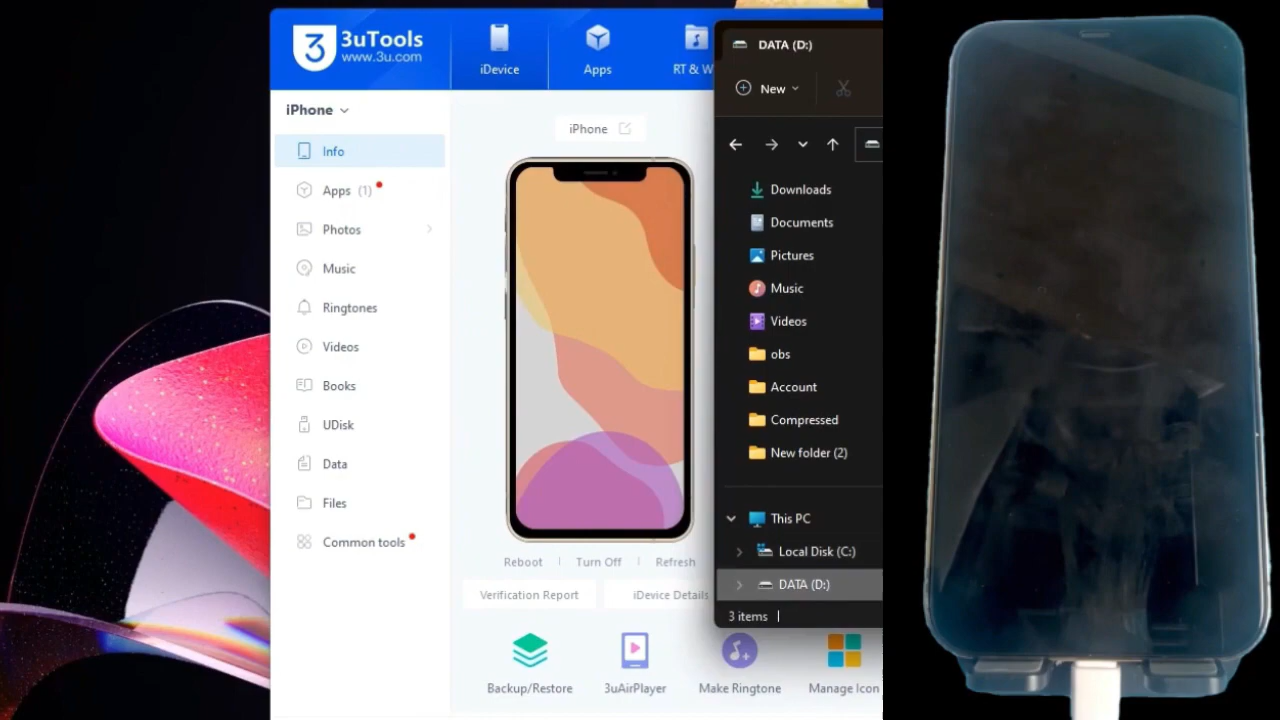 3uTools
www.3u.com
iDevice
Apps
RT & W
iPhone
Info
Apps (1)
Photos
Music
Ringtones
Videos
Books
UDisk
Data
Files
Common tools
iPhone
Reboot
Turn Off
Refresh
Verification Report
iDevice Details
Backup/Restore
3uAirPlayer
Make Ringtone
Manage Icon
DATA (D:)
New
Downloads
Documents
Pictures
Music
Videos
obs
Account
Compressed
New folder (2)
This PC
Local Disk (C:)
DATA (D:)
3 items